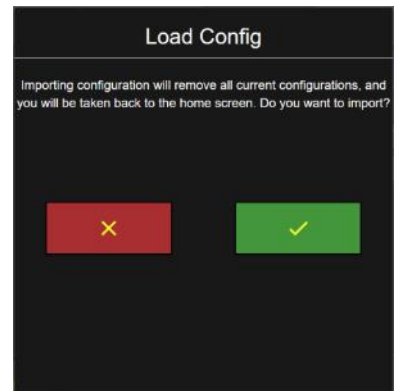 Load Config
Importing configuration will remove all current configurations, and
you will be taken back to the home screen. Do you want to import?